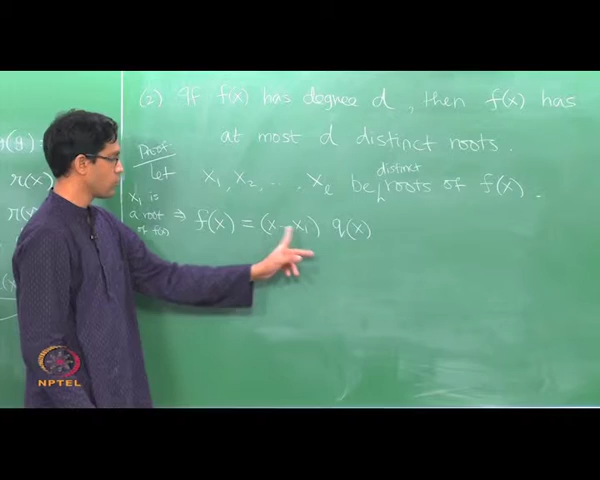 (2) If f(x) has degree d, then f(x) has
at most d distinct roots.
Proof.
Let x₁, x₂, ..., x_ℓ be distinct roots of f(x).
x₁ is
a root
of f(x)
⇒ f(x) = (x - x₁) q(x)
r(x)
NPTEL